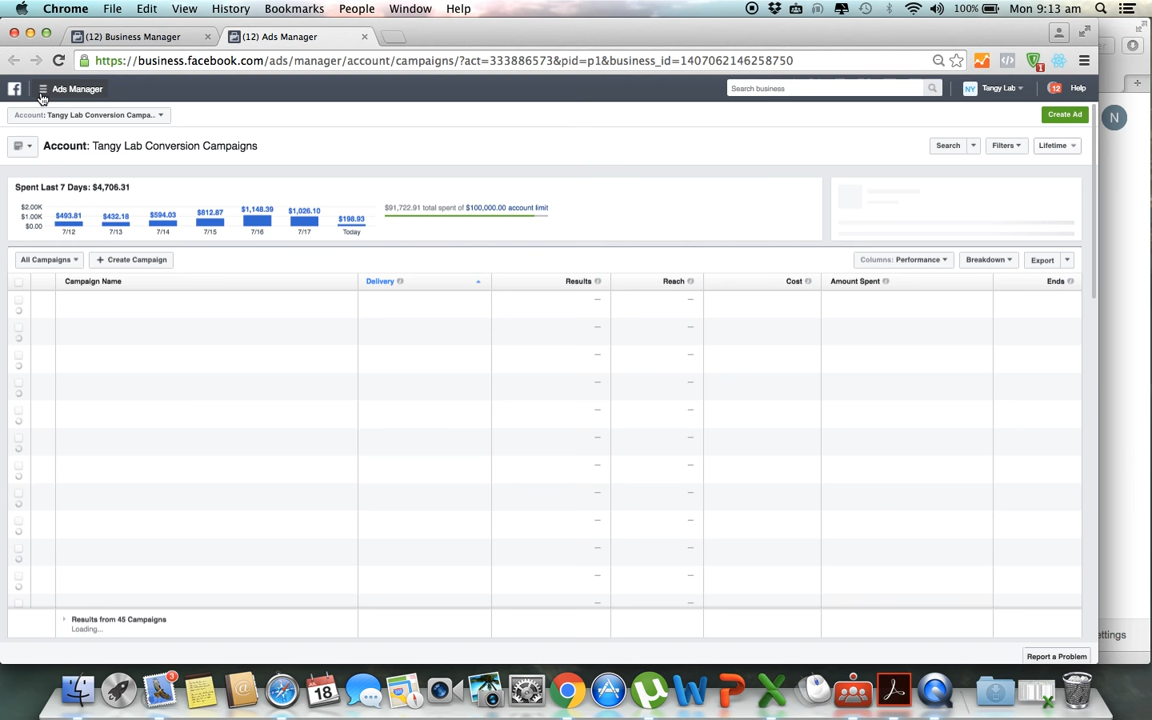 Chrome File Edit View History Bookmarks People Window Help 100% Mon 9:13 am
(12) Business Manager × (12) Ads Manager ×
https://business.facebook.com/ads/manager/account/campaigns/?act=333886573&pid=p1&business_id=1407062146258750
Ads Manager Search business NY Tangy Lab 12 Help
Account: Tangy Lab Conversion Campa.. Create Ad
Account: Tangy Lab Conversion Campaigns Search Filters Lifetime
Spent Last 7 Days: $4,706.31
$2.00K $1.00K $0.00
$493.81 $432.18 $594.03 $812.87 $1,148.39 $1,026.10 $198.93
7/12 7/13 7/14 7/15 7/16 7/17 Today
$91,722.91 total spent of $100,000.00 account limit
All Campaigns + Create Campaign Columns: Performance Breakdown Export
Campaign Name Delivery Results Reach Cost Amount Spent Ends
Results from 45 Campaigns
Loading...
Report a Problem
ettings
N
1
3
JUL
18